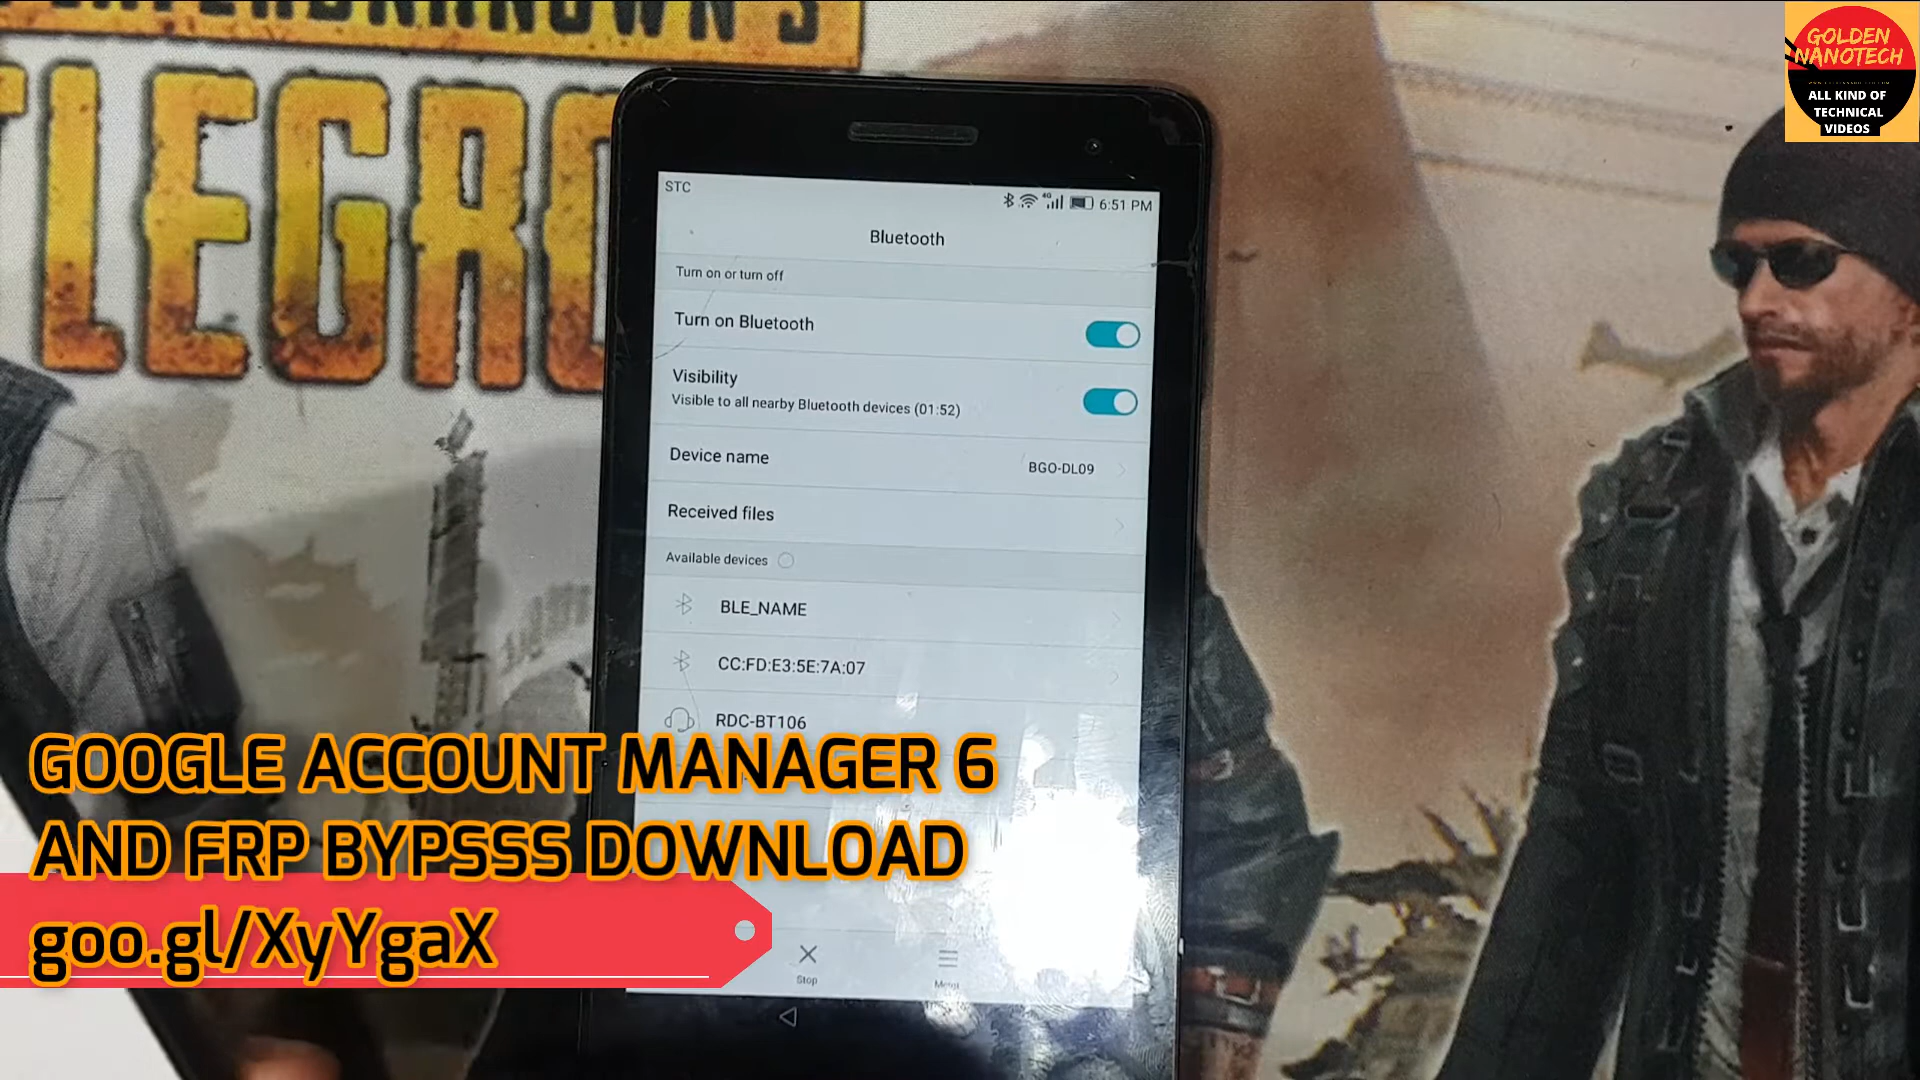 LEGRO
GOLDEN
NANOTECH
ALL KIND OF
TECHNICAL
VIDEOS
STC
4G 6:51 PM
Bluetooth
Turn on or turn off
Turn on Bluetooth
Visibility
Visible to all nearby Bluetooth devices (01:52)
Device name BGO-DL09
Received files
Available devices
BLE_NAME
CC:FD:E3:5E:7A:07
RDC-BT106
GOOGLE ACCOUNT MANAGER 6
AND FRP BYPSSS DOWNLOAD
goo.gl/XyYgaX
Stop
Menu